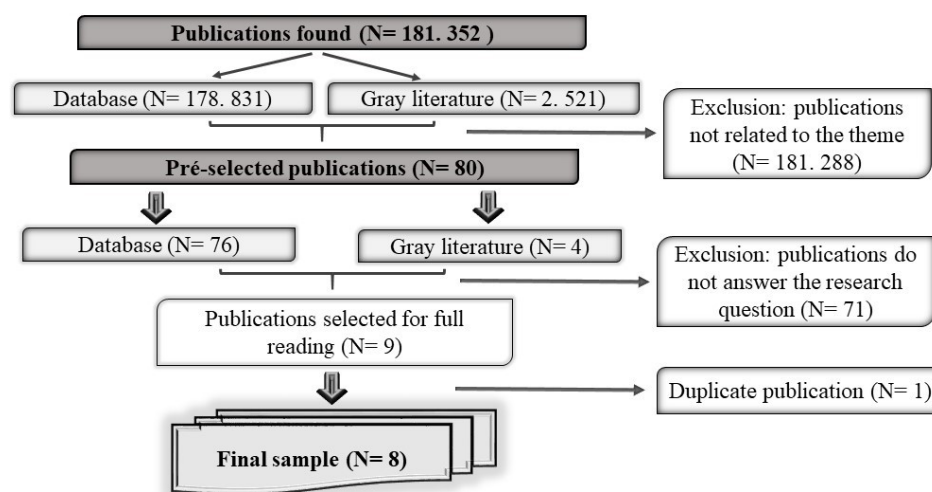 Publications found (N= 181. 352 )
Database (N= 178. 831)
Gray literature (N= 2. 521)
Exclusion: publications
not related to the theme
(N= 181. 288)
Pré-selected publications (N= 80)
Database (N= 76)
Gray literature (N= 4)
Exclusion: publications do
not answer the research
question (N= 71)
Publications selected for full
reading (N= 9)
Duplicate publication (N= 1)
Final sample (N= 8)